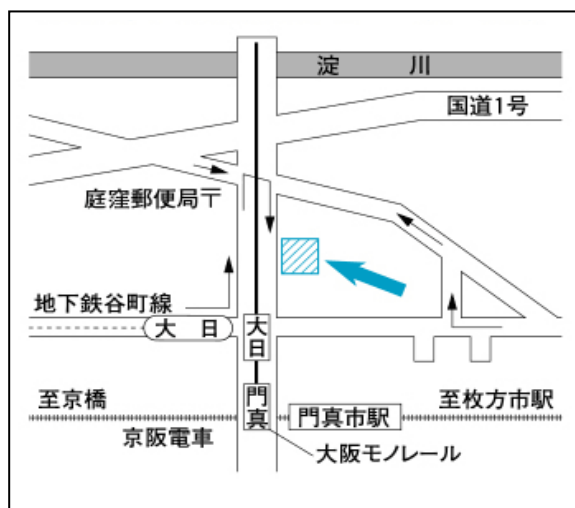 淀川
国道1号
庭窪郵便局〒
地下鉄谷町線
大日
大日
門真
至京橋
門真市駅
至枚方市駅
京阪電車
大阪モノレール